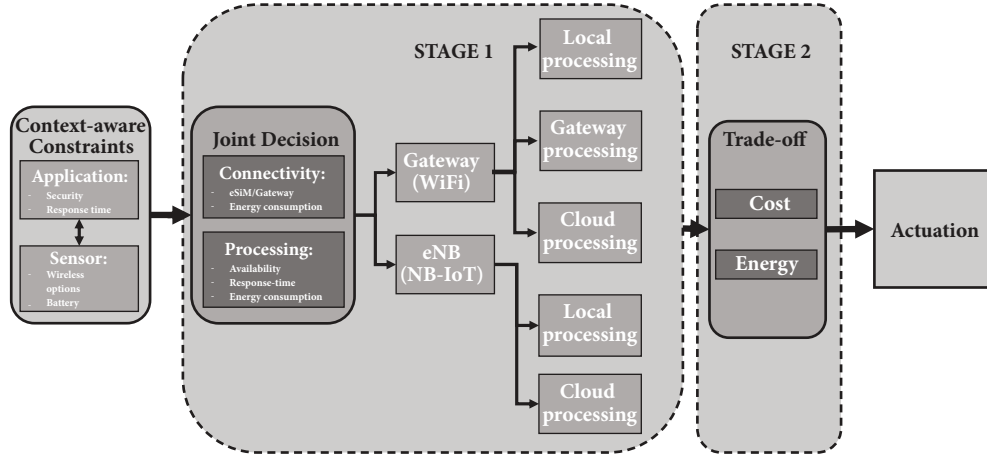 STAGE 1
STAGE 2
Context-aware
Constraints
Application:
- Security
- Response time
Sensor:
- Wireless
options
- Battery
Joint Decision
Connectivity:
- eSiM/Gateway
- Energy consumption
Processing:
- Availability
- Response-time
- Energy consumption
Gateway
(WiFi)
eNB
(NB-IoT)
Local
processing
Gateway
processing
Cloud
processing
Local
processing
Cloud
processing
Trade-off
Cost
Energy
Actuation